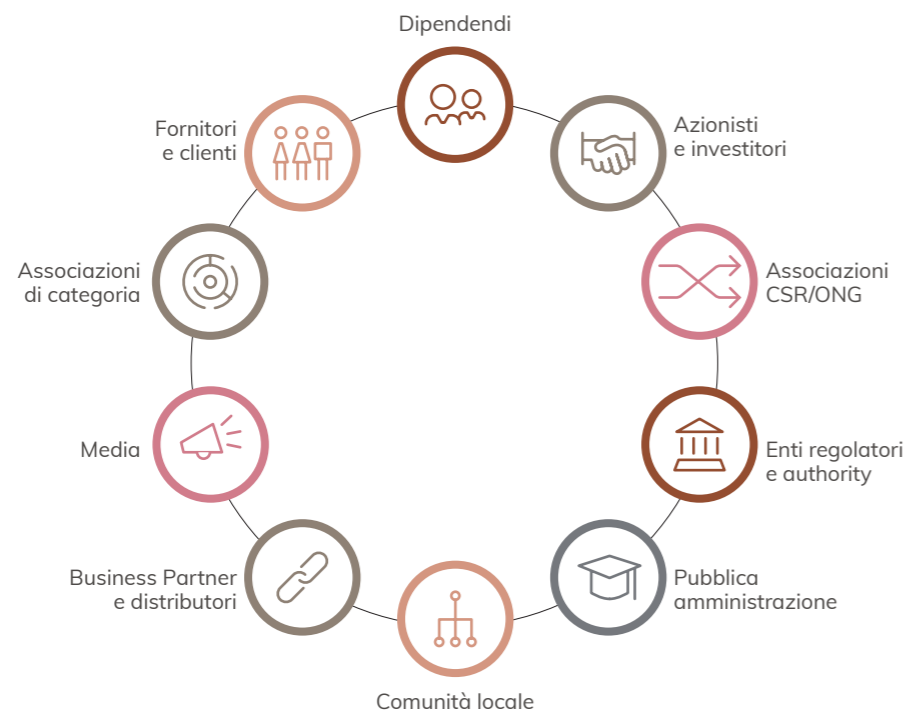 Dipendendi
Fornitori
e clienti
Azionisti
e investitori
Associazioni
di categoria
Associazioni
CSR/ONG
Media
Enti regolatori
e authority
Business Partner
e distributori
Pubblica
amministrazione
Comunità locale